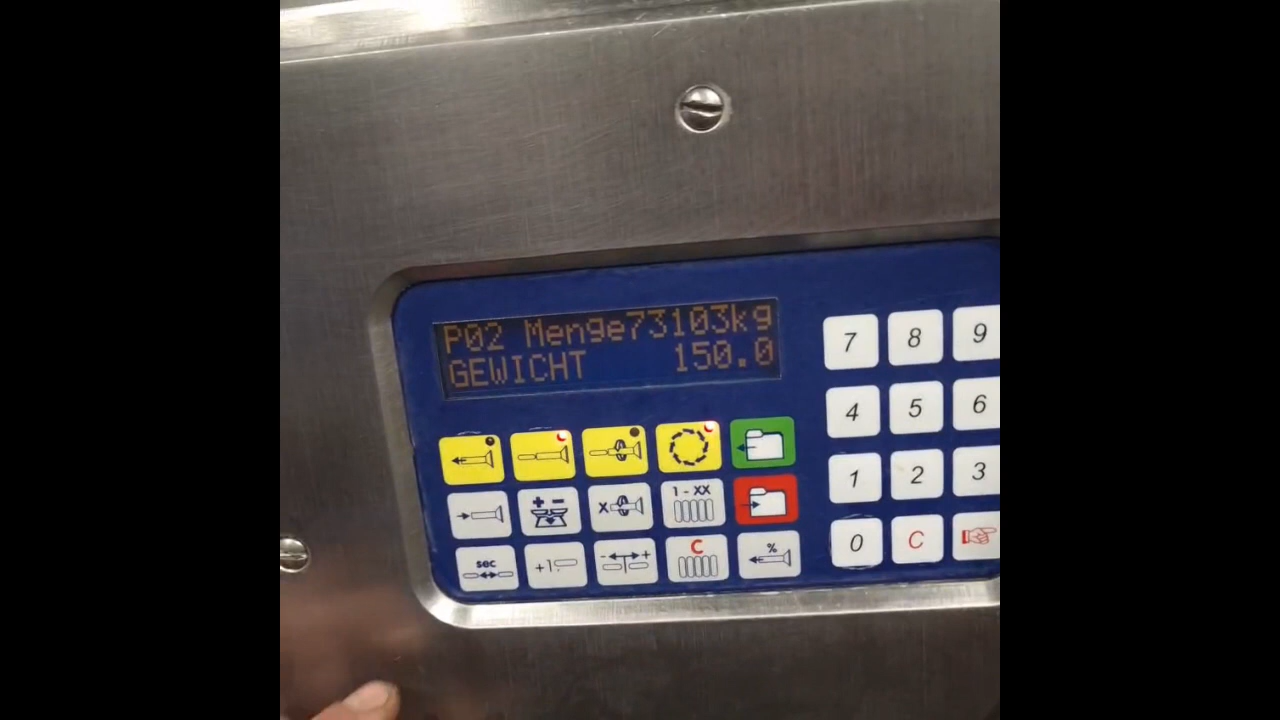 P02 Menge73103kg
GEWICHT 150.0
7 8 9
4 5 6
1 - XX
1 2 3
X
+ -
0 C
sec
+1
- +
C
%